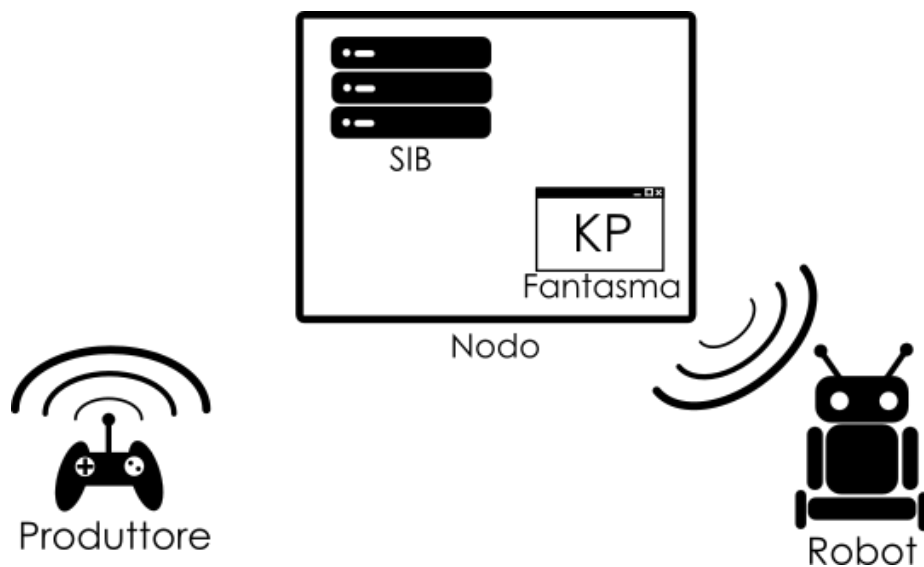 SIB
KP
Fantasma
Nodo
Produttore
Robot